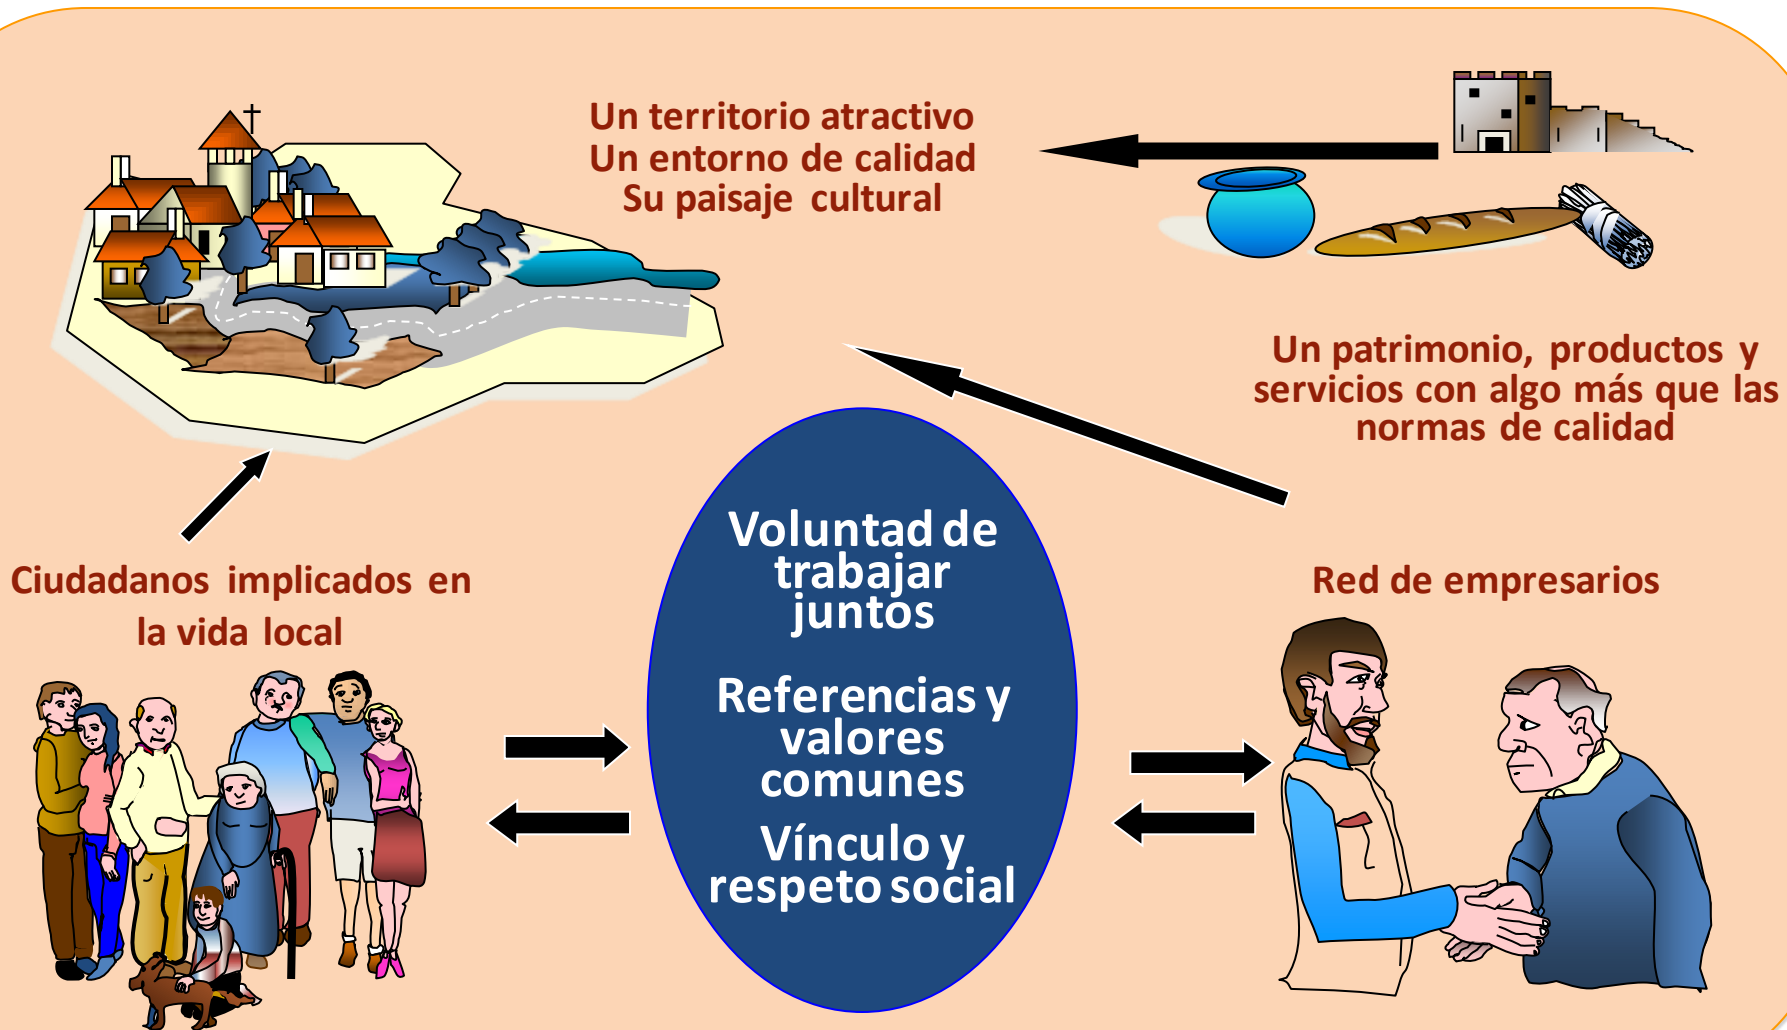 Un territorio atractivo
Un entorno de calidad
Su paisaje cultural
Un patrimonio, productos y
servicios con algo más que las
normas de calidad
Ciudadanos implicados en
la vida local
Voluntad de
trabajar
juntos
Referencias y
valores
comunes
Vínculo y
respeto social
Red de empresarios